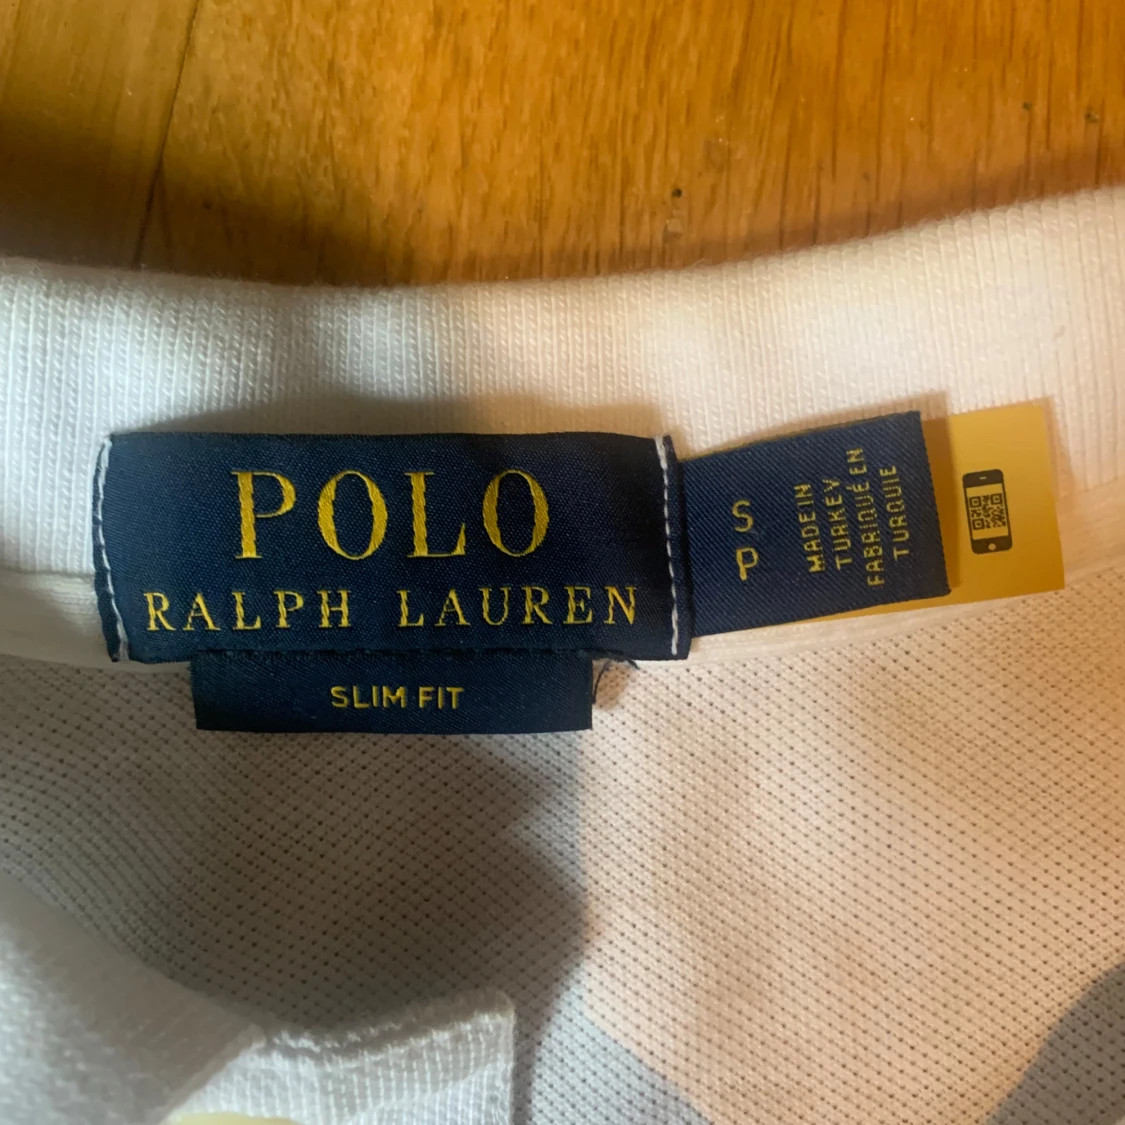 POLO
RALPH LAUREN
SLIM FIT
S
P
MADE IN
TURKEY
FABRIQUÉ EN
TURQUIE